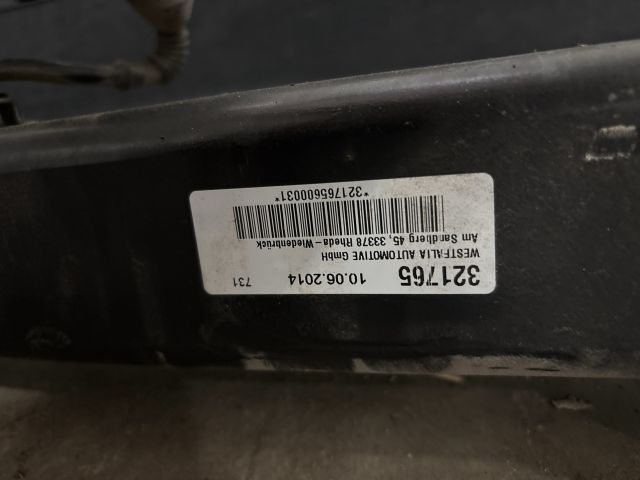 321765 10.06.2014 731
WESTFALIA AUTOMOTIVE GmbH
Am Sandberg 45, 33378 Rheda-Wiedenbrück
*321765600031*